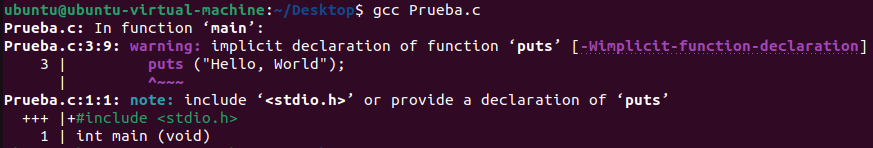 ubuntu@ubuntu-virtual-machine:~/Desktop$ gcc Prueba.c
Prueba.c: In function ‘main’:
Prueba.c:3:9: warning: implicit declaration of function ‘puts’ [-Wimplicit-function-declaration]
    3 |         puts ("Hello, World");
      |         ^~~~
Prueba.c:1:1: note: include ‘<stdio.h>’ or provide a declaration of ‘puts’
  +++ |+#include <stdio.h>
    1 | int main (void)